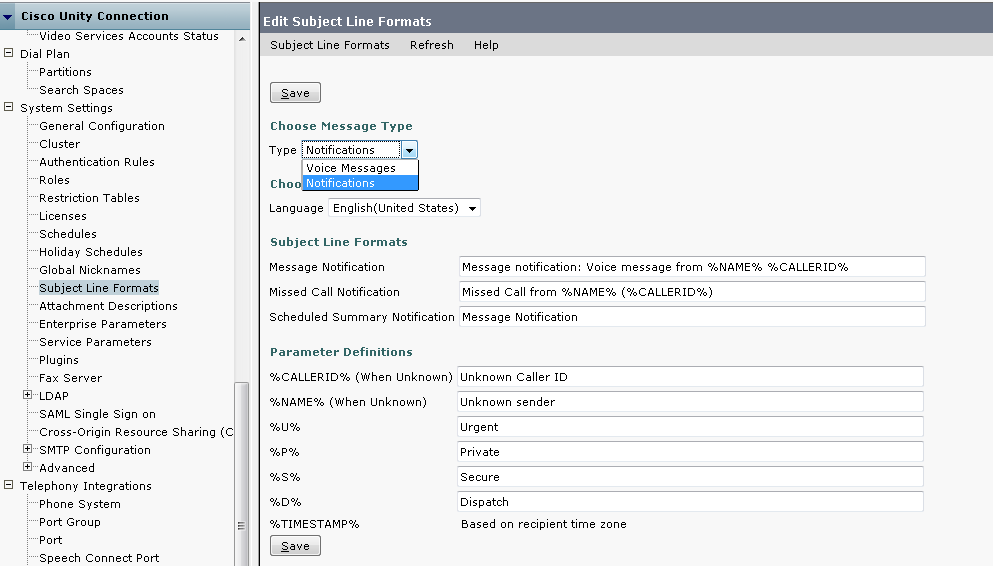 Cisco Unity Connection
Video Services Accounts Status
Dial Plan
Partitions
Search Spaces
System Settings
General Configuration
Cluster
Authentication Rules
Roles
Restriction Tables
Licenses
Schedules
Holiday Schedules
Global Nicknames
Subject Line Formats
Attachment Descriptions
Enterprise Parameters
Service Parameters
Plugins
Fax Server
LDAP
SAML Single Sign on
Cross-Origin Resource Sharing (C
SMTP Configuration
Advanced
Telephony Integrations
Phone System
Port Group
Port
Speech Connect Port
Edit Subject Line Formats
Subject Line Formats Refresh Help
Save
Choose Message Type
Type Notifications
Voice Messages
Notifications
Choo
Language English(United States)
Subject Line Formats
Message Notification Message notification: Voice message from %NAME% %CALLERID%
Missed Call Notification Missed Call from %NAME% (%CALLERID%)
Scheduled Summary Notification Message Notification
Parameter Definitions
%CALLERID% (When Unknown) Unknown Caller ID
%NAME% (When Unknown) Unknown sender
%U% Urgent
%P% Private
%S% Secure
%D% Dispatch
%TIMESTAMP% Based on recipient time zone
Save